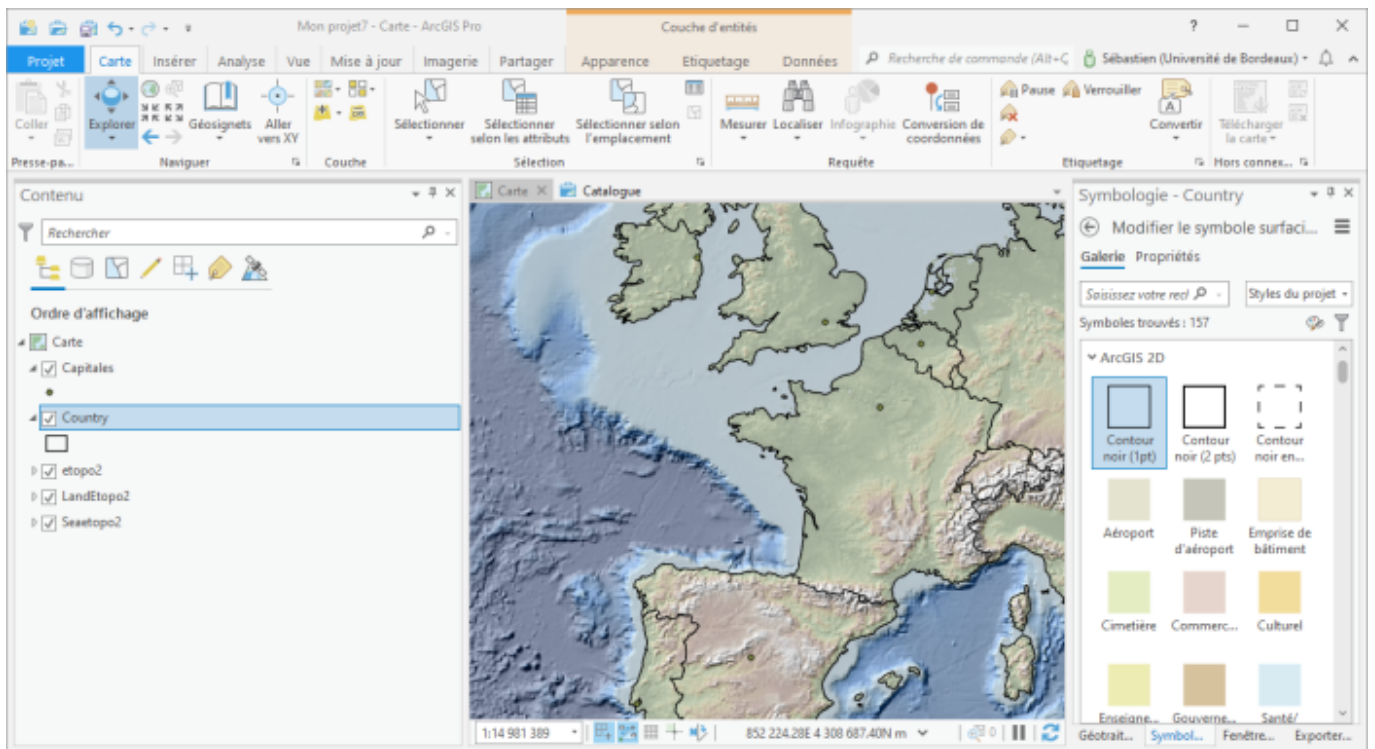 Mon projet7 - Carte - ArcGIS Pro
Couche d'entités
?
Projet Carte Insérer Analyse Vue Mise à jour Imagerie Partager Apparence Etiquetage Données Recherche de commande (Alt+Q Sébastien (Université de Bordeaux)
Coller
Explorer
Géosignets
Aller vers XY
Sélectionner
Sélectionner selon les attributs
Sélectionner selon l'emplacement
Mesurer
Localiser
Infographie
Conversion de coordonnées
Pause
Verrouiller
Convertir
Télécharger la carte
Presse-pa... Naviguer Couche Sélection Requête Etiquetage Hors connex...
Contenu
Rechercher
Ordre d'affichage
Carte
Capitales
Country
etopo2
LandEtopo2
Seaetopo2
Carte Catalogue
1:14 981 389
852 224,28E 4 308 687,40N m
0
Symbologie - Country
Modifier le symbole surfaci...
Galerie Propriétés
Saisissez votre recl
Styles du projet
Symboles trouvés : 157
ArcGIS 2D
Contour noir (1pt)
Contour noir (2 pts)
Contour noir en...
Aéroport
Piste d'aéroport
Emprise de bâtiment
Cimetière
Commerc...
Culturel
Enseigne...
Gouverne...
Santé/
Géotrait... Symbol... Fenêtre... Exporter...